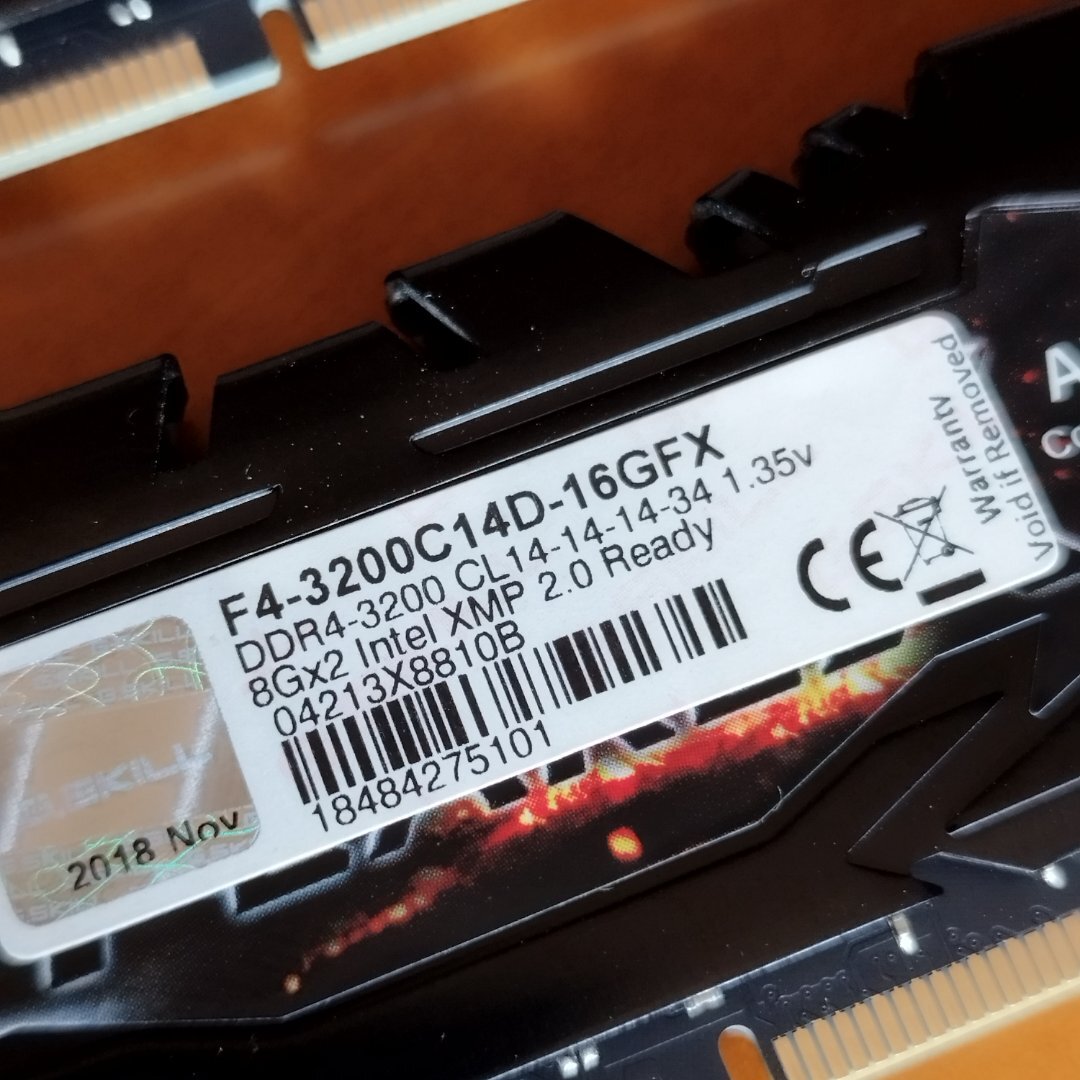 F4-3200C14D-16GFX
DDR4-3200 CL14-14-14-34 1.35v
8Gx2 Intel XMP 2.0 Ready
04213X8810B
18484275101
Warranty
Void if Removed
CE
G.SKILL
2018 Nov